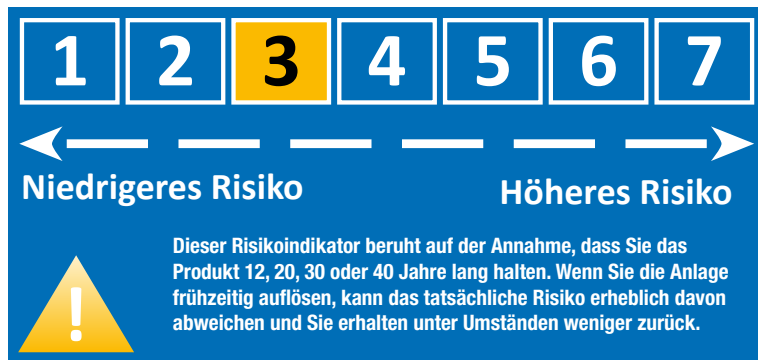 1 2 3 4 5 6 7
Niedrigeres Risiko Höheres Risiko
Dieser Risikoindikator beruht auf der Annahme, dass Sie das
Produkt 12, 20, 30 oder 40 Jahre lang halten. Wenn Sie die Anlage
frühzeitig auflösen, kann das tatsächliche Risiko erheblich davon
abweichen und Sie erhalten unter Umständen weniger zurück.
!